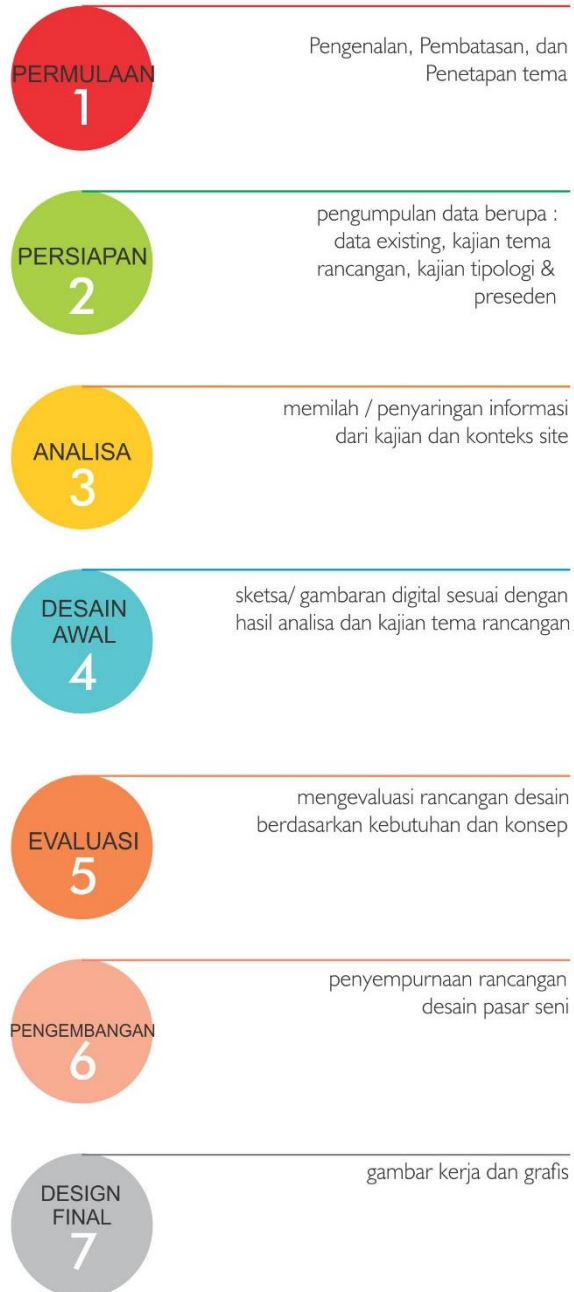 PERMULAAN
1
Pengenalan, Pembatasan, dan
Penetapan tema
PERSIAPAN
2
pengumpulan data berupa :
data existing, kajian tema
rancangan, kajian tipologi &
preseden
ANALISA
3
memilah / penyaringan informasi
dari kajian dan konteks site
DESAIN
AWAL
4
sketsa/ gambaran digital sesuai dengan
hasil analisa dan kajian tema rancangan
EVALUASI
5
mengevaluasi rancangan desain
berdasarkan kebutuhan dan konsep
PENGEMBANGAN
6
penyempurnaan rancangan
desain pasar seni
DESIGN
FINAL
7
gambar kerja dan grafis